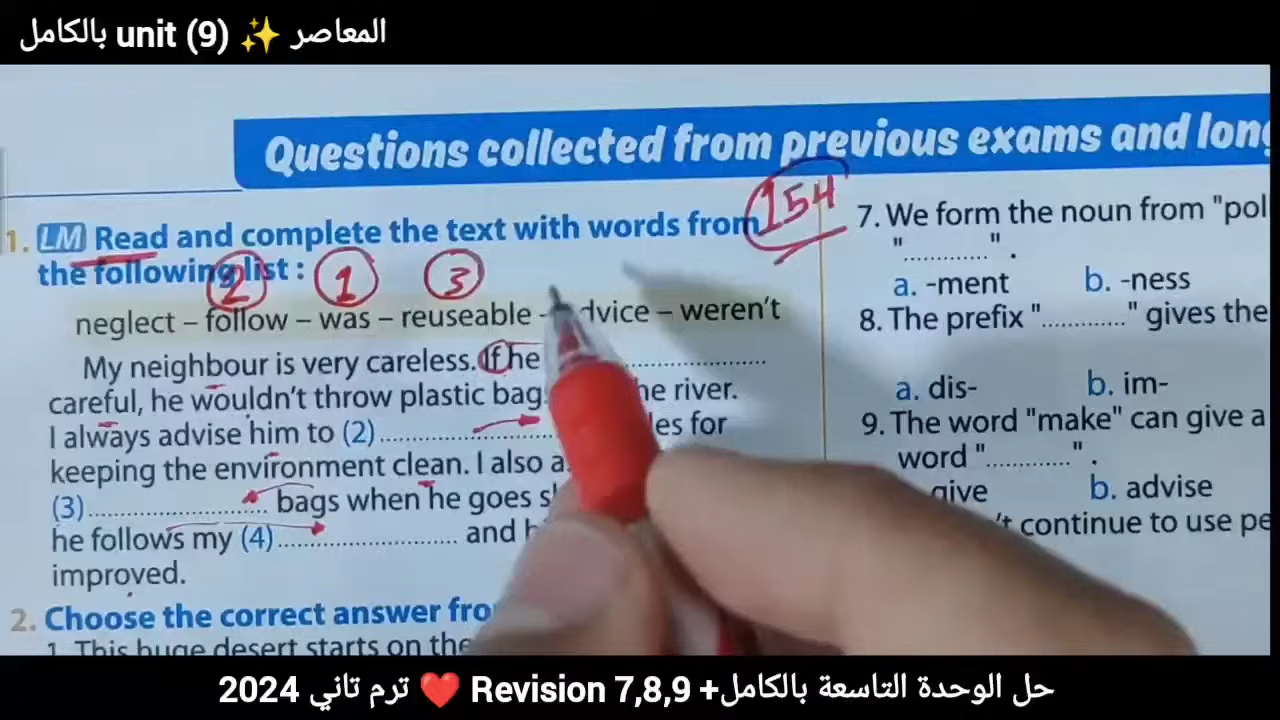 المعاصر ✨ unit (9) بالكامل
Questions collected from previous exams and
154
1. LM Read and complete the text with words from
the following list :
2 1 3
neglect – follow – was – reuseable – advice – weren't
My neighbour is very careless. If he ....................
careful, he wouldn't throw plastic bags he river.
I always advise him to (2) .................... les for
keeping the environment clean. I also
(3) .................... bags when he goes
he follows my (4) .................... and
improved.
2. Choose the correct answer
1. This huge desert starts on the
7. We form the noun from
"............".
a. -ment b. -ness
8. The prefix "............" gives the
a. dis- b. im-
9. The word "make" can give a
word "............".
give b. advise
't continue to use
حل الوحدة التاسعة بالكامل+ Revision 7,8,9 ❤️ ترم تاني 2024